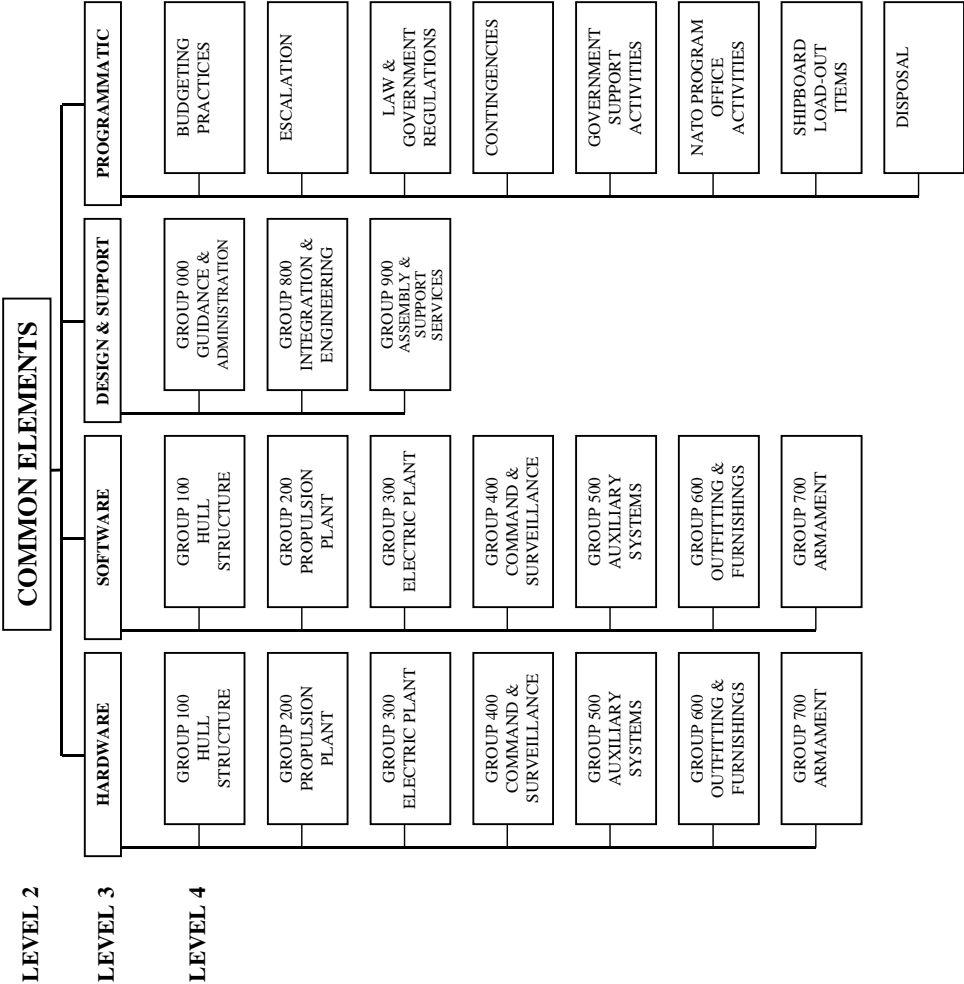 COMMON ELEMENTS
LEVEL 2
LEVEL 3
HARDWARE
SOFTWARE
DESIGN & SUPPORT
PROGRAMMATIC
LEVEL 4
GROUP 100
HULL
STRUCTURE
GROUP 200
PROPULSION
PLANT
GROUP 300
ELECTRIC PLANT
GROUP 400
COMMAND &
SURVEILLANCE
GROUP 500
AUXILIARY
SYSTEMS
GROUP 600
OUTFITTING &
FURNISHINGS
GROUP 700
ARMAMENT
GROUP 100
HULL
STRUCTURE
GROUP 200
PROPULSION
PLANT
GROUP 300
ELECTRIC PLANT
GROUP 400
COMMAND &
SURVEILLANCE
GROUP 500
AUXILIARY
SYSTEMS
GROUP 600
OUTFITTING &
FURNISHINGS
GROUP 700
ARMAMENT
GROUP 000
GUIDANCE &
ADMINISTRATION
GROUP 800
INTEGRATION &
ENGINEERING
GROUP 900
ASSEMBLY &
SUPPORT
SERVICES
BUDGETING
PRACTICES
ESCALATION
LAW &
GOVERNMENT
REGULATIONS
CONTINGENCIES
GOVERNMENT
SUPPORT
ACTIVITIES
NATO PROGRAM
OFFICE
ACTIVITIES
SHIPBOARD
LOAD-OUT
ITEMS
DISPOSAL